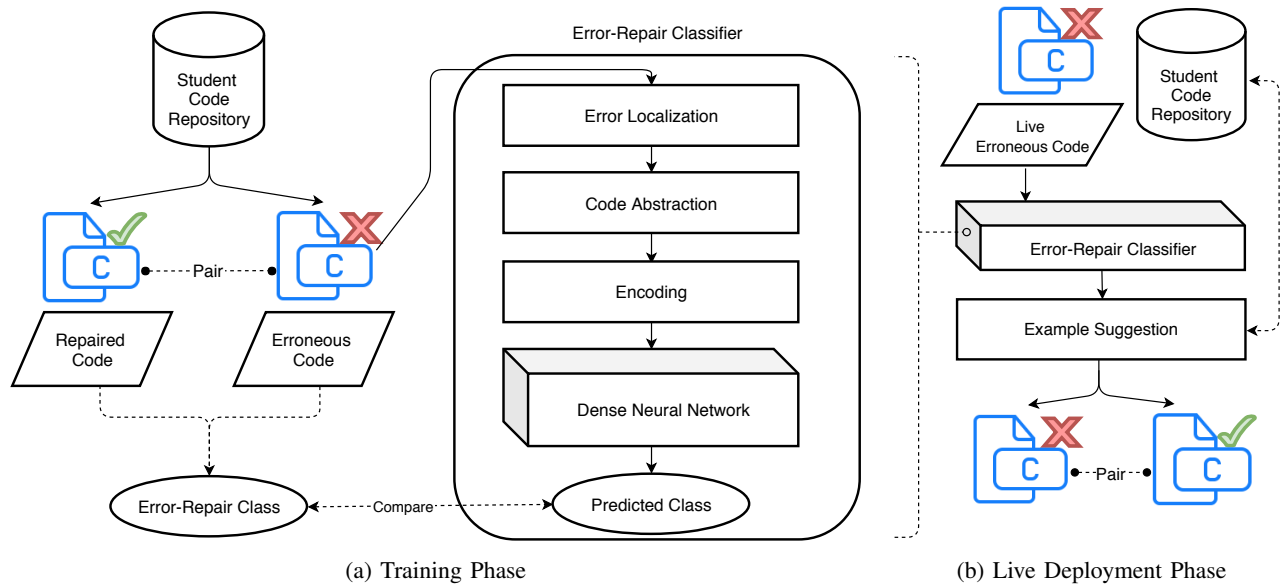 Student
Code
Repository
C
Pair
C
Repaired
Code
Erroneous
Code
Error-Repair Class
Compare
Error-Repair Classifier
Error Localization
Code Abstraction
Encoding
Dense Neural Network
Predicted Class
(a) Training Phase
C
Student
Code
Repository
Live
Erroneous Code
Error-Repair Classifier
Example Suggestion
C
Pair
C
(b) Live Deployment Phase